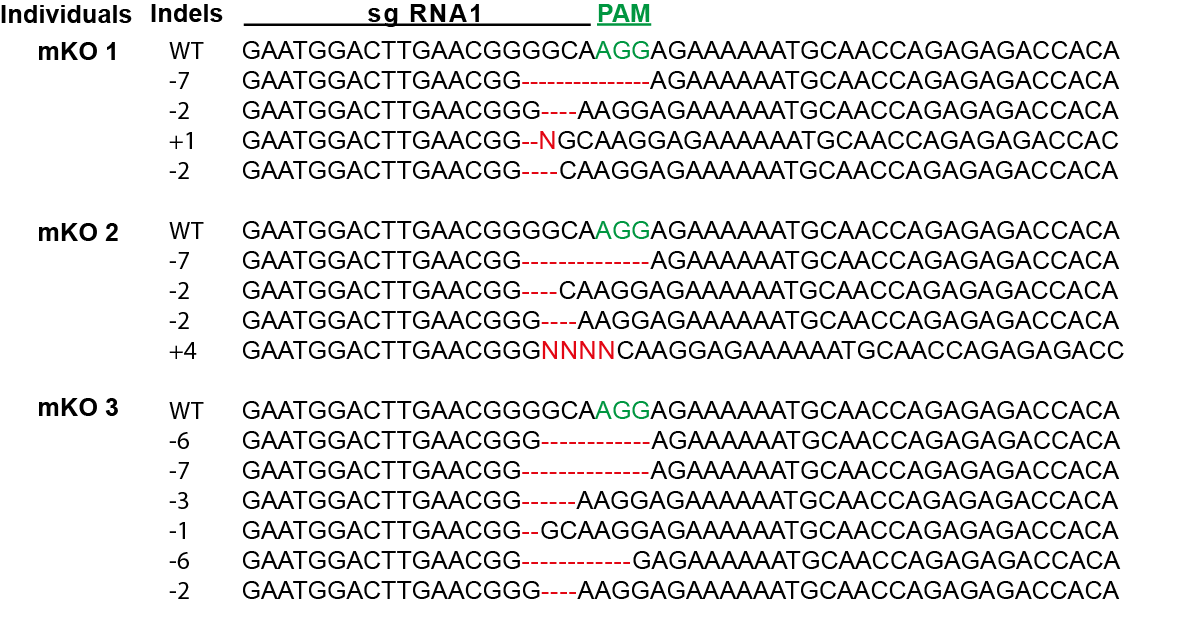 Individuals Indels sg RNA1 PAM
mKO 1 WT GAATGGACTTGAACGGGGCAAGGAGAAAAAATGCAACCAGAGAGACCACA
-7 GAATGGACTTGAACGG--------------AGAAAAAATGCAACCAGAGAGACCACA
-2 GAATGGACTTGAACGGG----AAGGAGAAAAAATGCAACCAGAGAGACCACA
+1 GAATGGACTTGAACGG--NGCAAGGAGAAAAAATGCAACCAGAGAGACCAC
-2 GAATGGACTTGAACGG----CAAGGAGAAAAAATGCAACCAGAGAGACCACA
mKO 2 WT GAATGGACTTGAACGGGGCAAGGAGAAAAAATGCAACCAGAGAGACCACA
-7 GAATGGACTTGAACGG--------------AGAAAAAATGCAACCAGAGAGACCACA
-2 GAATGGACTTGAACGG----CAAGGAGAAAAAATGCAACCAGAGAGACCACA
-2 GAATGGACTTGAACGGG----AAGGAGAAAAAATGCAACCAGAGAGACCACA
+4 GAATGGACTTGAACGGGNNNNCAAGGAGAAAAAATGCAACCAGAGAGACC
mKO 3 WT GAATGGACTTGAACGGGGCAAGGAGAAAAAATGCAACCAGAGAGACCACA
-6 GAATGGACTTGAACGGG------------AGAAAAAATGCAACCAGAGAGACCACA
-7 GAATGGACTTGAACGG--------------AGAAAAAATGCAACCAGAGAGACCACA
-3 GAATGGACTTGAACGG------AAGGAGAAAAAATGCAACCAGAGAGACCACA
-1 GAATGGACTTGAACGG--GCAAGGAGAAAAAATGCAACCAGAGAGACCACA
-6 GAATGGACTTGAACGG------------GAGAAAAAATGCAACCAGAGAGACCACA
-2 GAATGGACTTGAACGGG----AAGGAGAAAAAATGCAACCAGAGAGACCACA